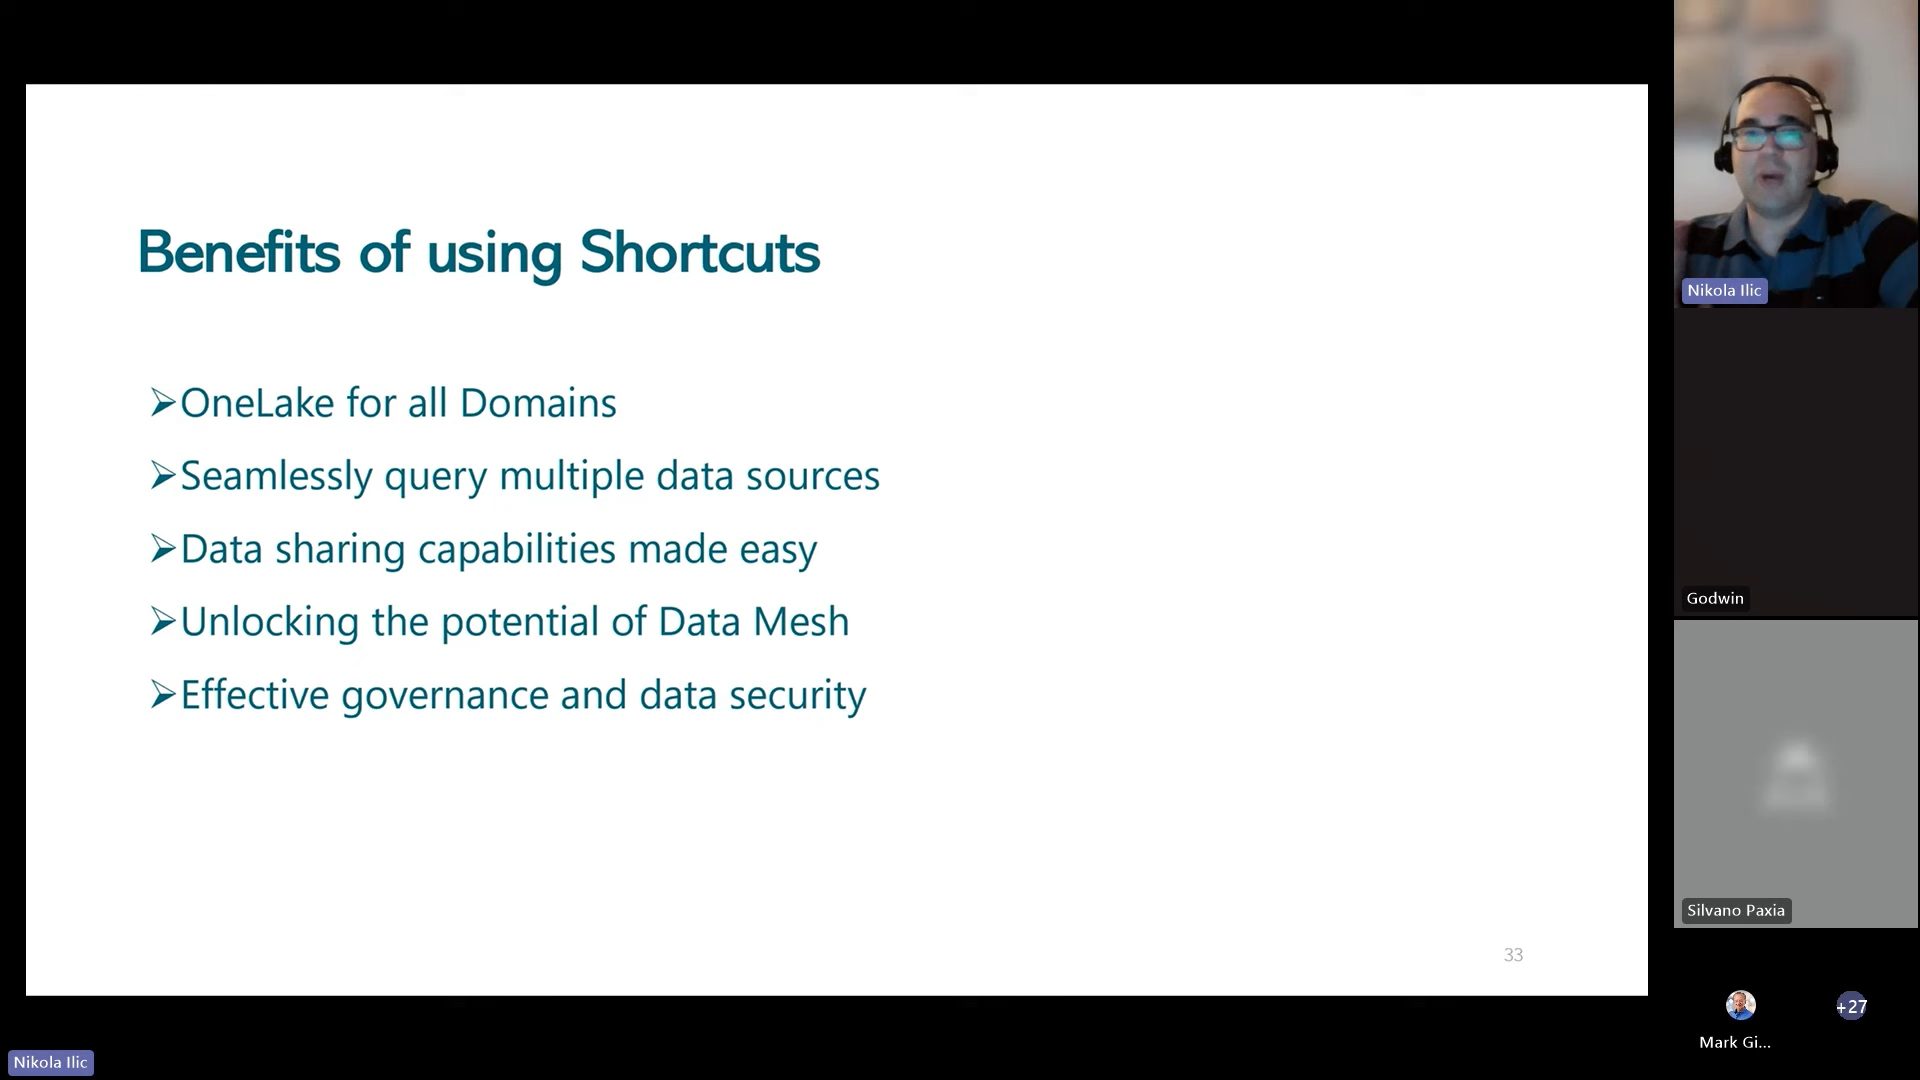 Benefits of using Shortcuts
➢OneLake for all Domains
➢Seamlessly query multiple data sources
➢Data sharing capabilities made easy
➢Unlocking the potential of Data Mesh
➢Effective governance and data security
33
Nikola Ilic
Nikola Ilic
Godwin
Silvano Paxia
+27
Mark Gi...